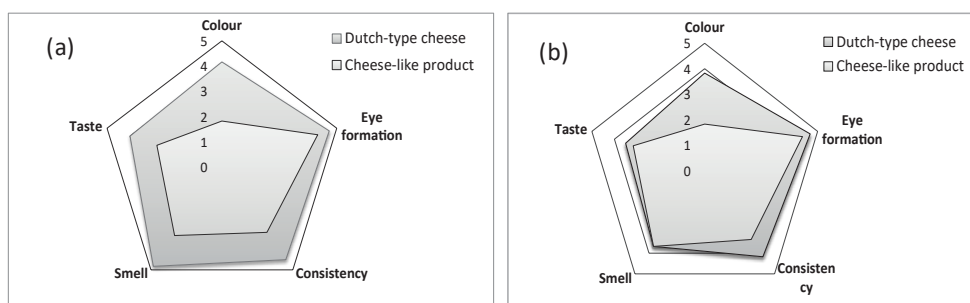 (a)
Colour
5
4
3
2
1
0
Dutch-type cheese
Cheese-like product
Taste
Eye
formation
Smell
Consistency
(b)
Colour
5
4
3
2
1
0
Dutch-type cheese
Cheese-like product
Taste
Eye
formation
Smell
Consisten
cy